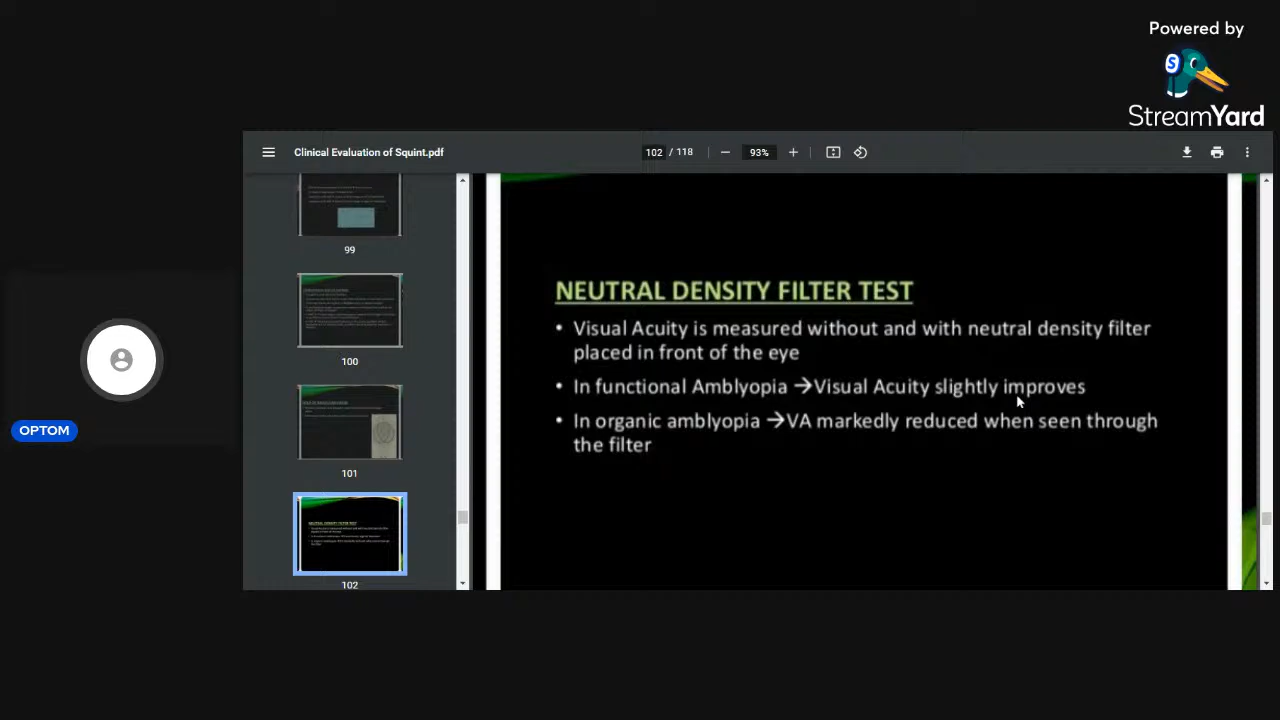 Powered by
StreamYard
Clinical Evaluation of Squint.pdf
102 / 118
93%
99
100
101
102
NEUTRAL DENSITY FILTER TEST
• Visual Acuity is measured without and with neutral density filter
placed in front of the eye
• In functional Amblyopia →Visual Acuity slightly improves
• In organic amblyopia →VA markedly reduced when seen through
the filter
OPTOM